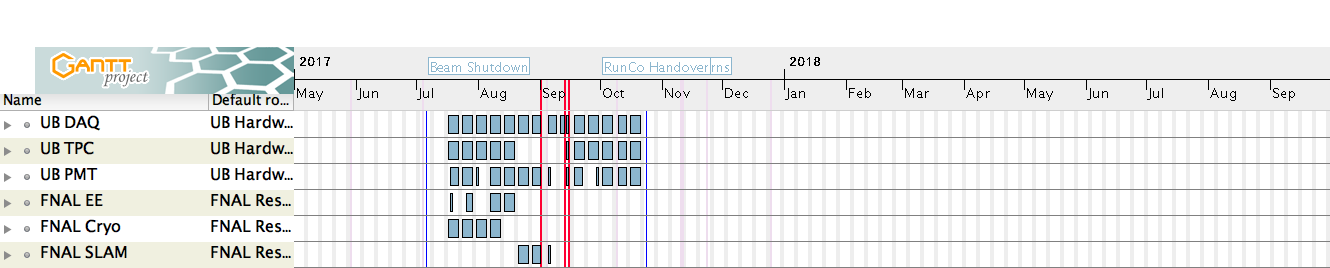 GANTT project
2017
2018
Beam Shutdown
RunCo Handover
rns
May Jun Jul Aug Sep Oct Nov Dec Jan Feb Mar Apr May Jun Jul Aug Sep
Name Default ro...
UB DAQ UB Hardw...
UB TPC UB Hardw...
UB PMT UB Hardw...
FNAL EE FNAL Res...
FNAL Cryo FNAL Res...
FNAL SLAM FNAL Res...